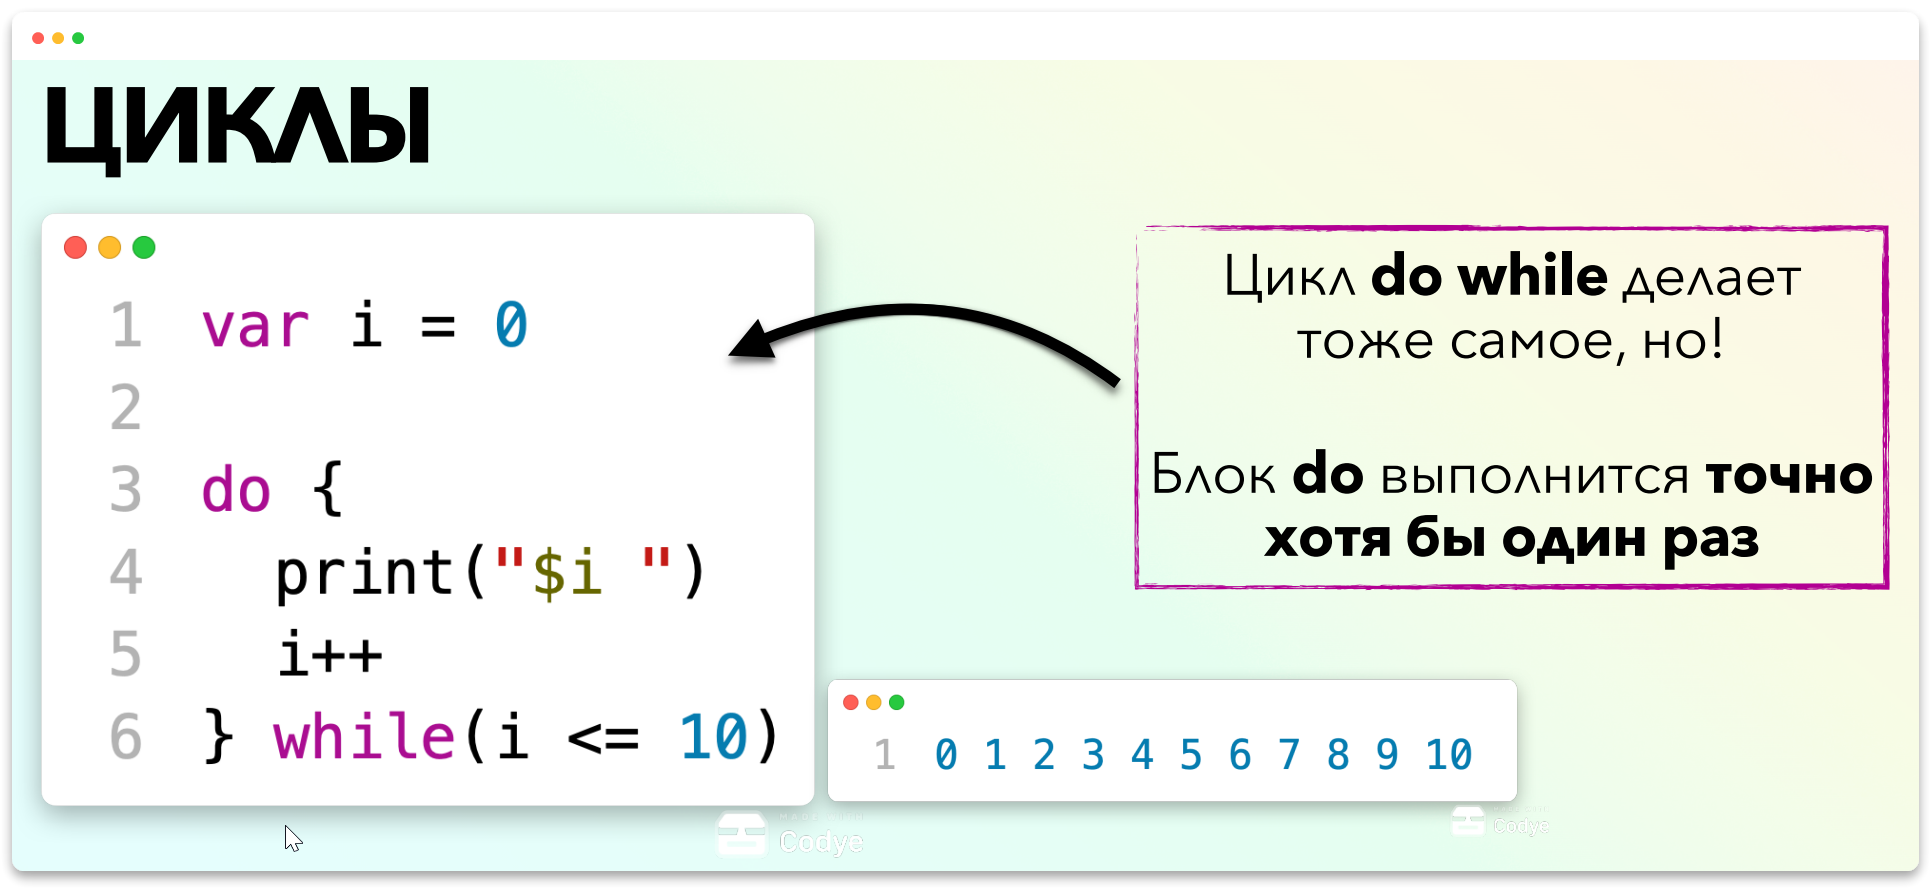 ЦИКЛЫ
1 var i = 0
2
3 do {
4 print("$i ")
5 i++
6 } while(i <= 10)
Цикл do while делает
тоже самое, но!
Блок do выполнится точно
хотя бы один раз
1 0 1 2 3 4 5 6 7 8 9 10
Codye
Codye